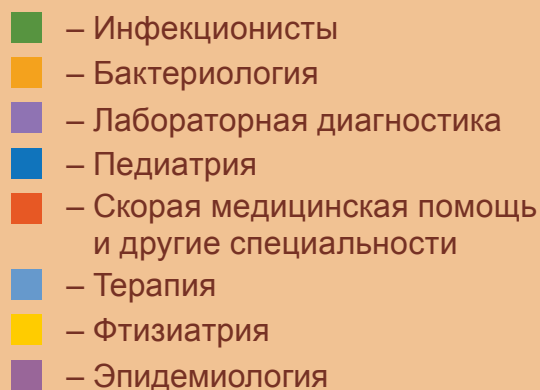 – Инфекционисты
– Бактериология
– Лабораторная диагностика
– Педиатрия
– Скорая медицинская помощь
и другие специальности
– Терапия
– Фтизиатрия
– Эпидемиология